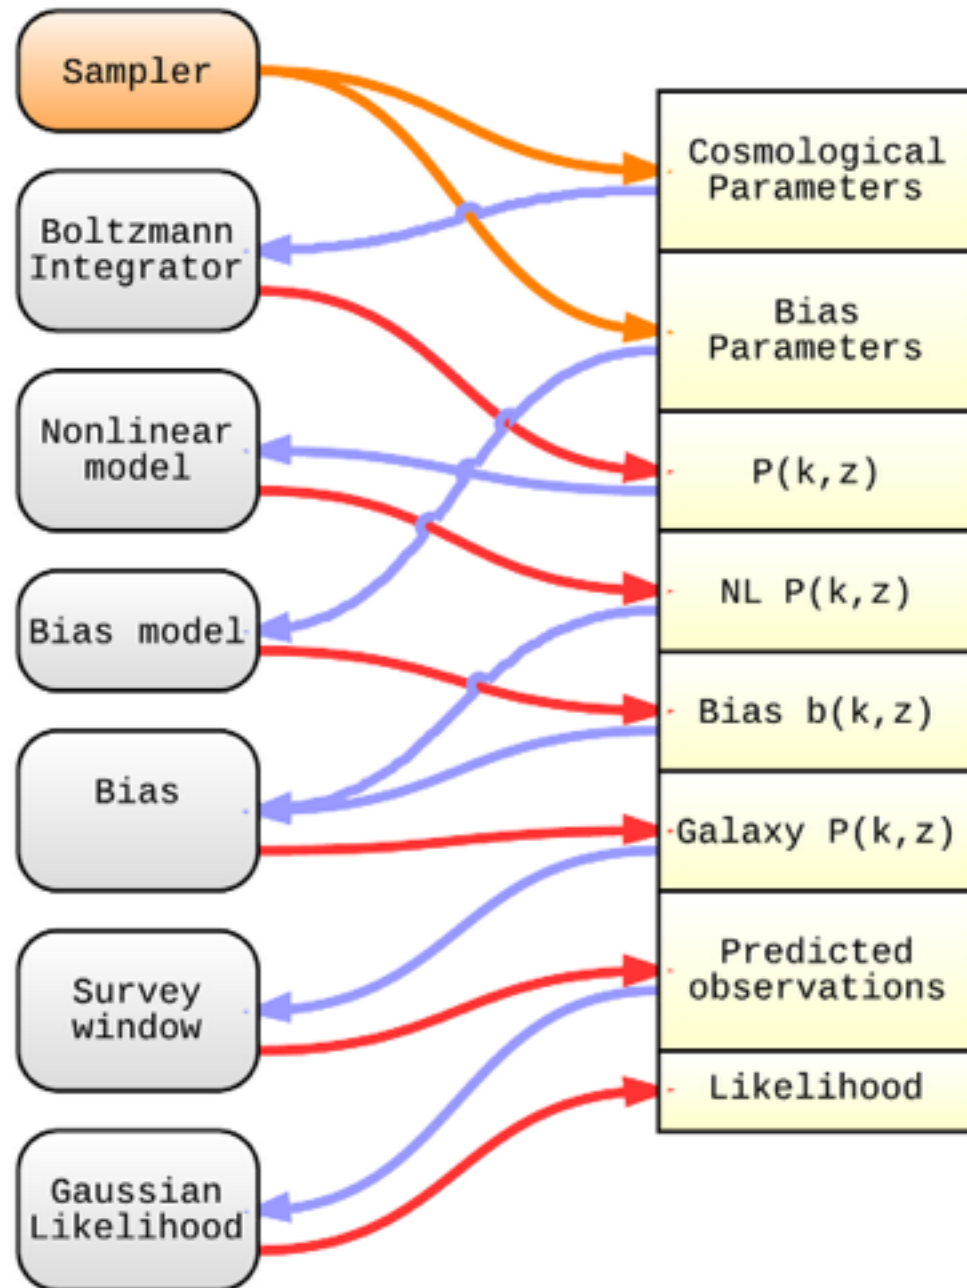 Sampler
Boltzmann
Integrator
Nonlinear
model
Bias model
Bias
Survey
window
Gaussian
Likelihood
Cosmological
Parameters
Bias
Parameters
P(k,z)
NL P(k,z)
Bias b(k,z)
Galaxy P(k,z)
Predicted
observations
Likelihood